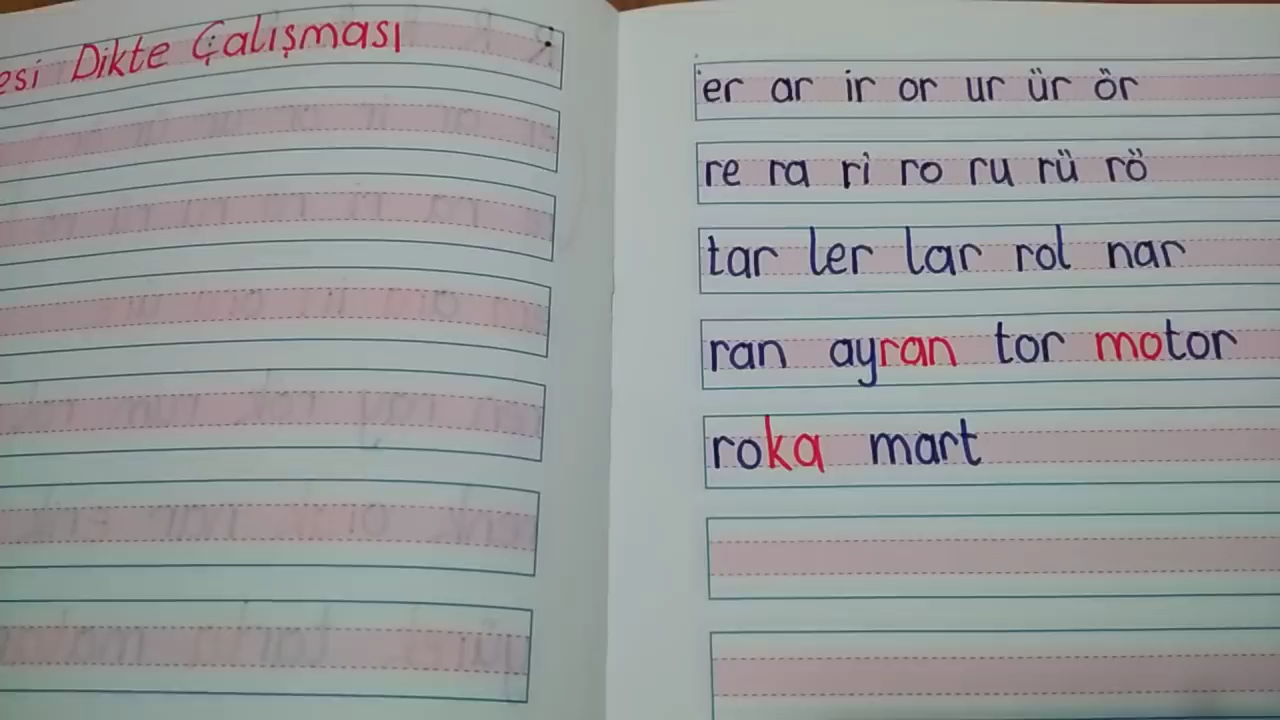 Dikte Çalışması
er ar ir or ur ür ör
re ra ri ro ru rü rö
tar ler lar rol nar
ran ayran tor motor
roka mart